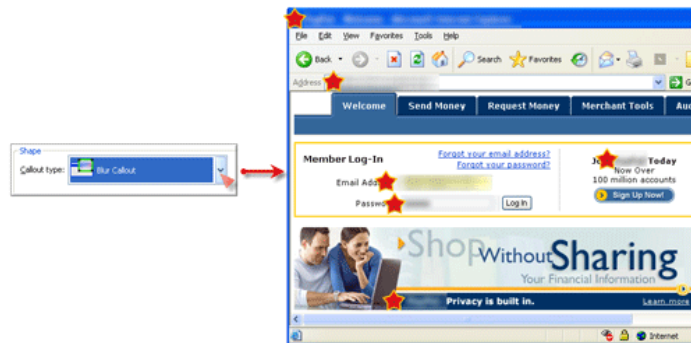 Shape
Callout type: Blur Callout
File Edit View Favorites Tools Help
Back Search Favorites
Address
Welcome Send Money Request Money Merchant Tools
Member Log-In
Forgot your email address?
Forgot your password?
Email
Log In
Today
Now Over
100 million accounts
Sign Up Now!
Shop Without Sharing
Your Financial Information
Privacy is built in.
Learn more
Internet